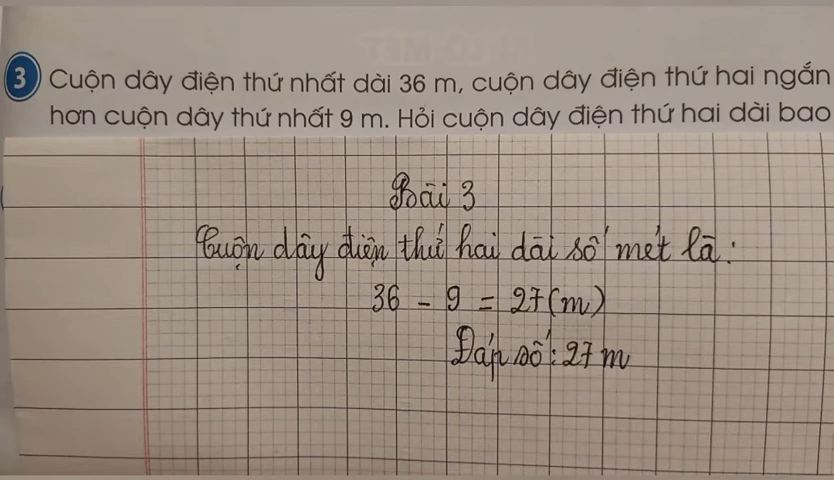 3 Cuộn dây điện thứ nhất dài 36 m, cuộn dây điện thứ hai ngắn
hơn cuộn dây thứ nhất 9 m. Hỏi cuộn dây điện thứ hai dài bao
Bài 3
Cuộn dây điện thứ hai dài số mét là:
36 - 9 = 27(m)
Đáp số: 27 m